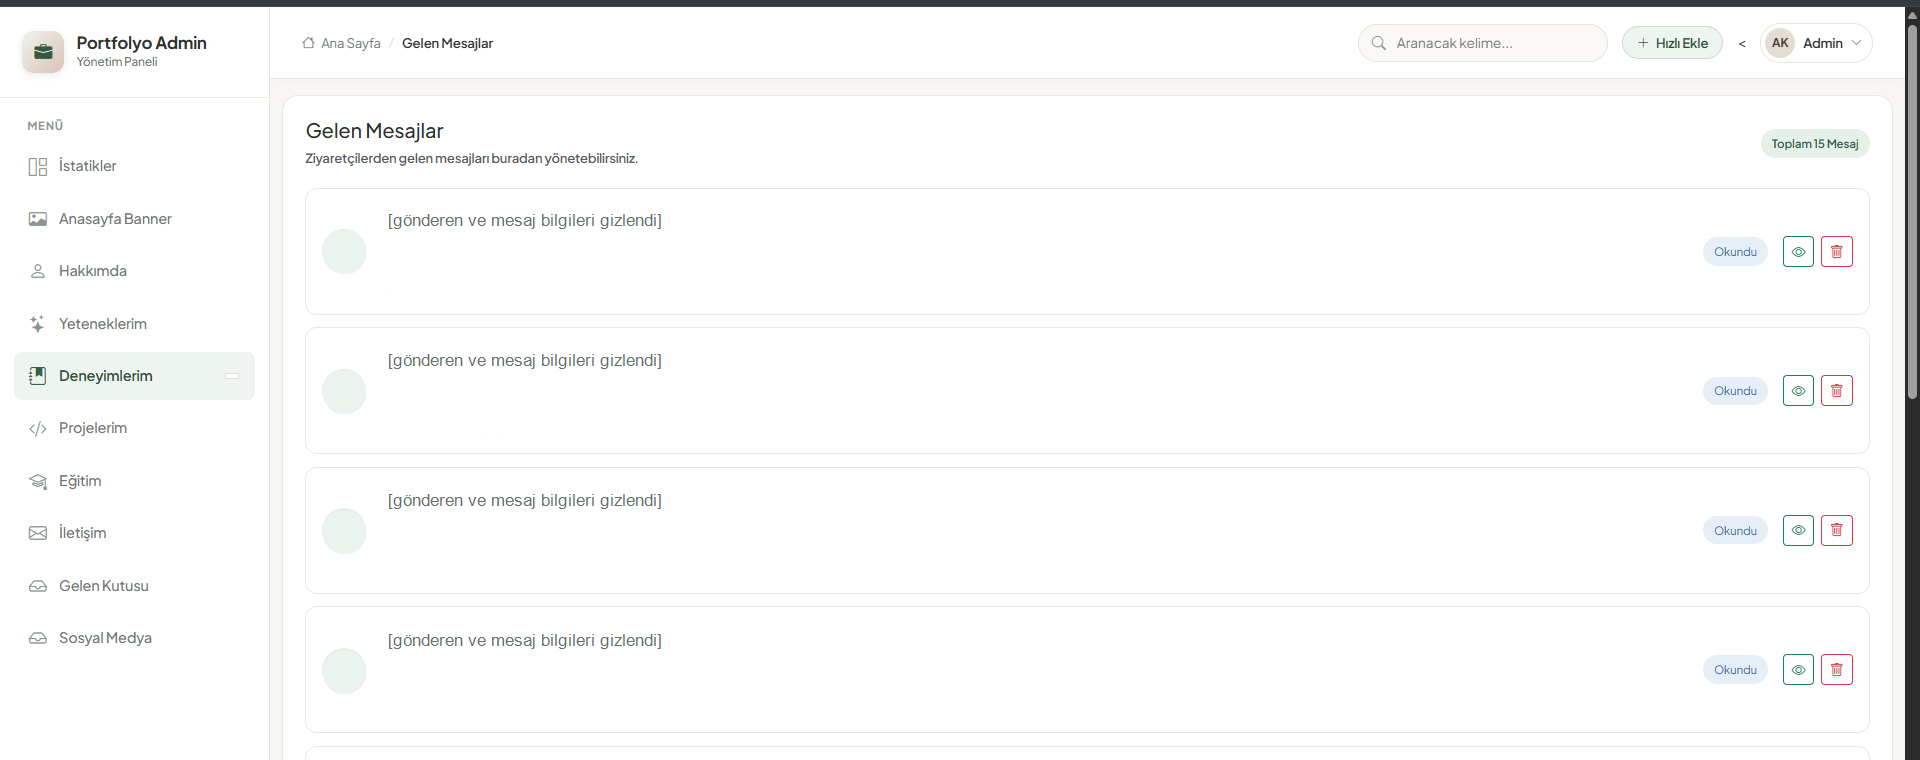 Portfolyo Admin
Yönetim Paneli
MENÜ
İstatikler
Anasayfa Banner
Hakkımda
Yeteneklerim
Deneyimlerim
Projelerim
Eğitim
İletişim
Gelen Kutusu
Sosyal Medya
Ana Sayfa / Gelen Mesajlar
Aranacak kelime...
+ Hızlı Ekle
<
AK Admin
Gelen Mesajlar
Ziyaretçilerden gelen mesajları buradan yönetebilirsiniz.
Toplam 15 Mesaj
[gönderen ve mesaj bilgileri gizlendi]
Okundu
[gönderen ve mesaj bilgileri gizlendi]
Okundu
[gönderen ve mesaj bilgileri gizlendi]
Okundu
[gönderen ve mesaj bilgileri gizlendi]
Okundu